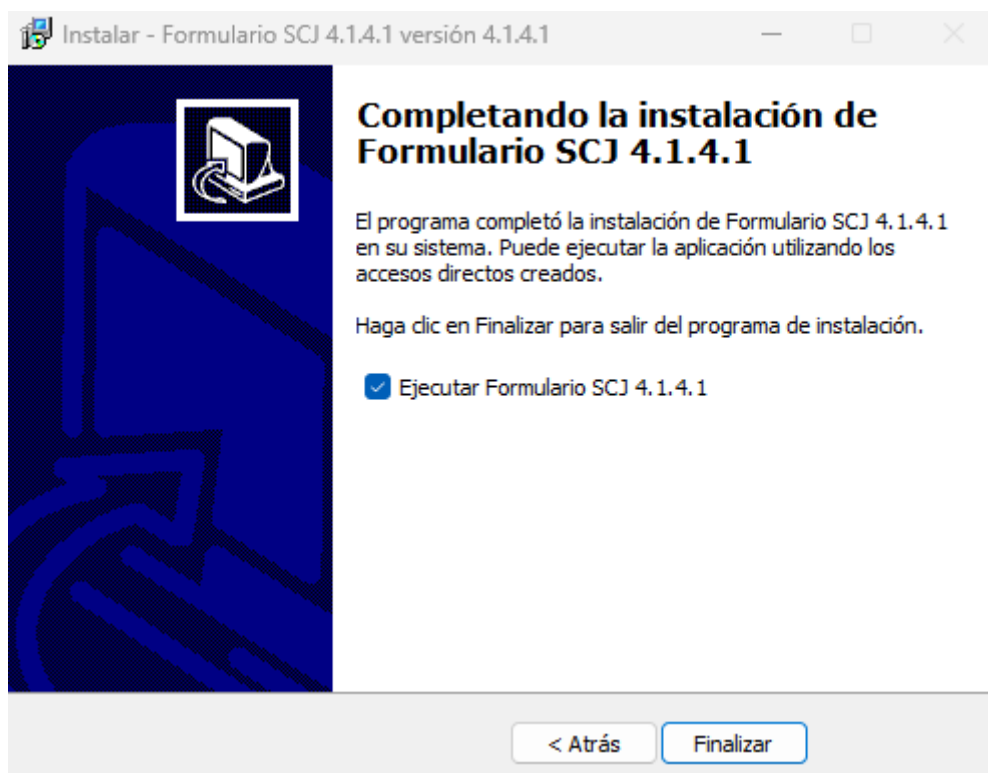 Instalar - Formulario SCJ 4.1.4.1 versión 4.1.4.1
Completando la instalación de
Formulario SCJ 4.1.4.1
El programa completó la instalación de Formulario SCJ 4.1.4.1
en su sistema. Puede ejecutar la aplicación utilizando los
accesos directos creados.
Haga clic en Finalizar para salir del programa de instalación.
Ejecutar Formulario SCJ 4.1.4.1
< Atrás
Finalizar